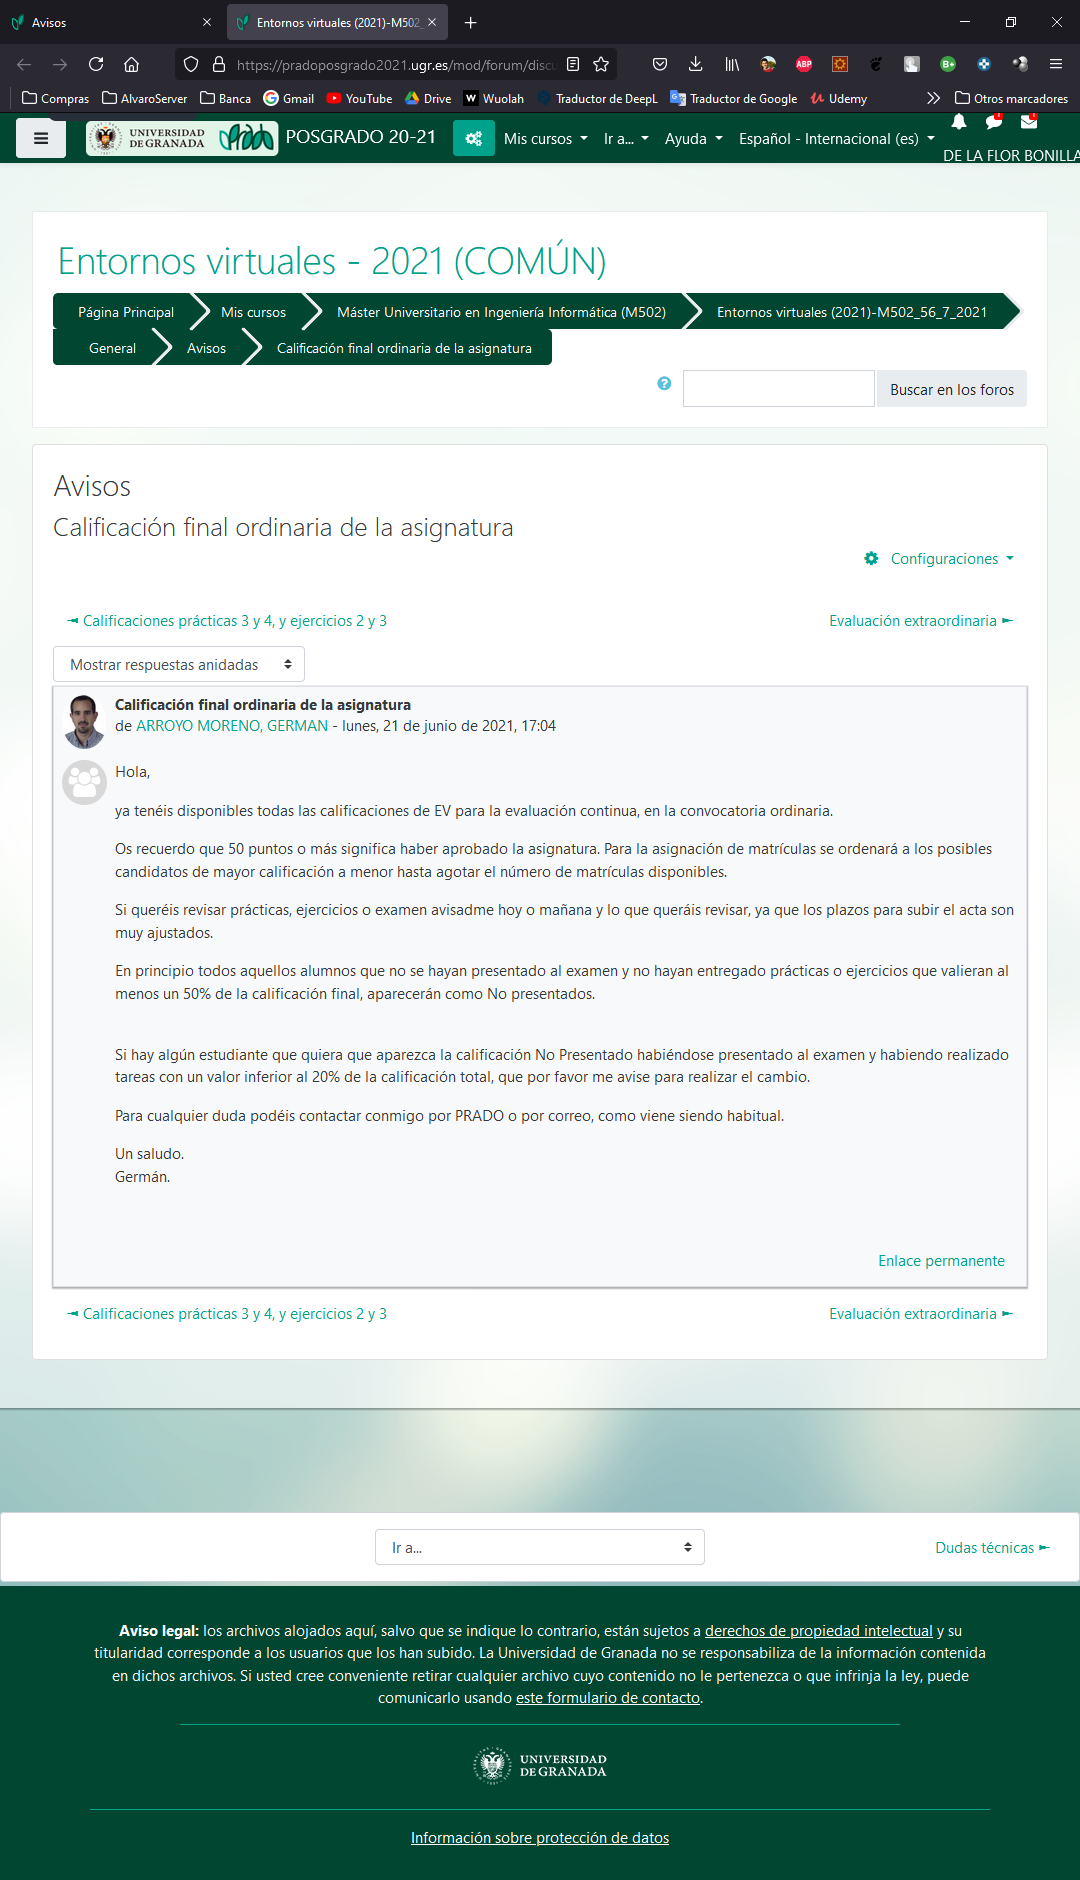 Avisos
Entornos virtuales (2021)-M502_
https://pradoposgrado2021.ugr.es/mod/forum/discu
Compras AlvaroServer Banca Gmail YouTube Drive Wuolah Traductor de DeepL Traductor de Google Udemy Otros marcadores
UNIVERSIDAD
DE GRANADA
POSGRADO 20-21 Mis cursos Ir a... Ayuda Español - Internacional (es)
DE LA FLOR BONILLA
Entornos virtuales - 2021 (COMÚN)
Página Principal Mis cursos Máster Universitario en Ingeniería Informática (M502) Entornos virtuales (2021)-M502_56_7_2021
General Avisos Calificación final ordinaria de la asignatura
Buscar en los foros
Avisos
Calificación final ordinaria de la asignatura
Configuraciones
◄ Calificaciones prácticas 3 y 4, y ejercicios 2 y 3 Evaluación extraordinaria ►
Mostrar respuestas anidadas
Calificación final ordinaria de la asignatura
de ARROYO MORENO, GERMAN - lunes, 21 de junio de 2021, 17:04
Hola,
ya tenéis disponibles todas las calificaciones de EV para la evaluación continua, en la convocatoria ordinaria.
Os recuerdo que 50 puntos o más significa haber aprobado la asignatura. Para la asignación de matrículas se ordenará a los posibles
candidatos de mayor calificación a menor hasta agotar el número de matrículas disponibles.
Si queréis revisar prácticas, ejercicios o examen avisadme hoy o mañana y lo que queráis revisar, ya que los plazos para subir el acta son
muy ajustados.
En principio todos aquellos alumnos que no se hayan presentado al examen y no hayan entregado prácticas o ejercicios que valieran al
menos un 50% de la calificación final, aparecerán como No presentados.
Si hay algún estudiante que quiera que aparezca la calificación No Presentado habiéndose presentado al examen y habiendo realizado
tareas con un valor inferior al 20% de la calificación total, que por favor me avise para realizar el cambio.
Para cualquier duda podéis contactar conmigo por PRADO o por correo, como viene siendo habitual.
Un saludo.
Germán.
Enlace permanente
◄ Calificaciones prácticas 3 y 4, y ejercicios 2 y 3 Evaluación extraordinaria ►
Ir a... Dudas técnicas ►
Aviso legal: los archivos alojados aquí, salvo que se indique lo contrario, están sujetos a derechos de propiedad intelectual y su
titularidad corresponde a los usuarios que los han subido. La Universidad de Granada no se responsabiliza de la información contenida
en dichos archivos. Si usted cree conveniente retirar cualquier archivo cuyo contenido no le pertenezca o que infrinja la ley, puede
comunicarlo usando este formulario de contacto.
UNIVERSIDAD
DE GRANADA
Información sobre protección de datos